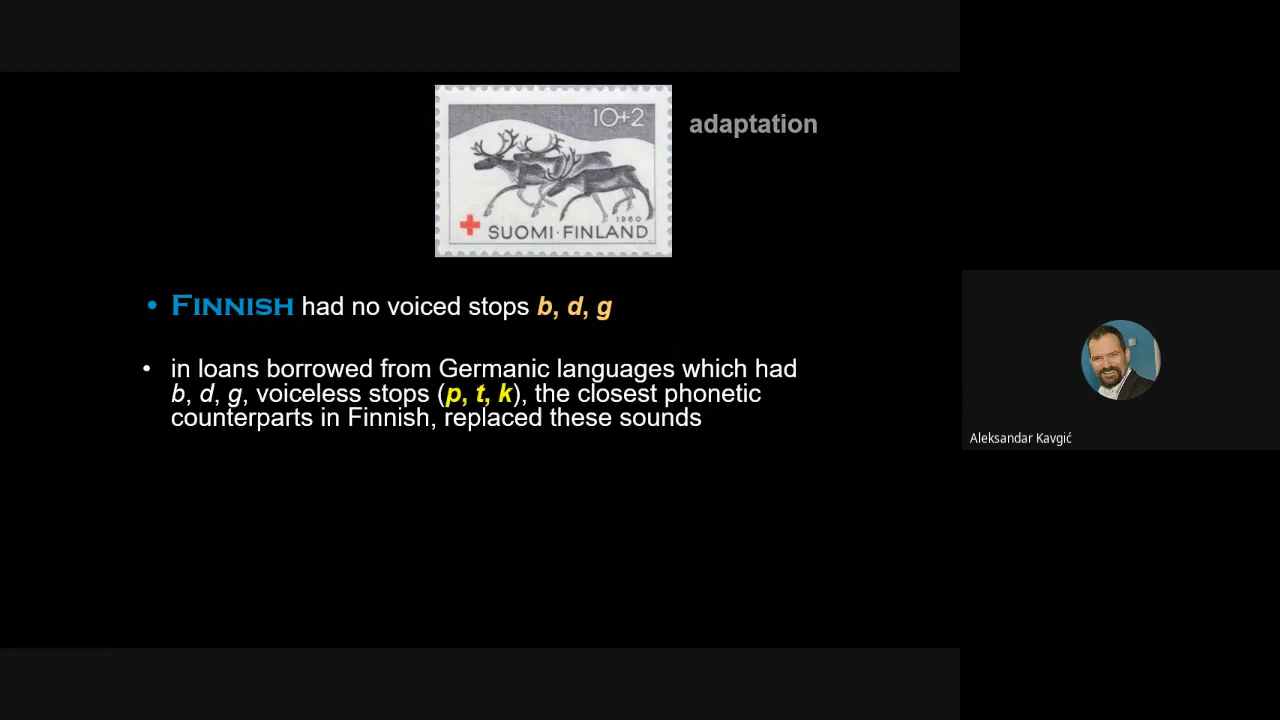 10+2
adaptation
1960
SUOMI·FINLAND
• FINNISH had no voiced stops b, d, g
• in loans borrowed from Germanic languages which had
b, d, g, voiceless stops (p, t, k), the closest phonetic
counterparts in Finnish, replaced these sounds
Aleksandar Kavgić